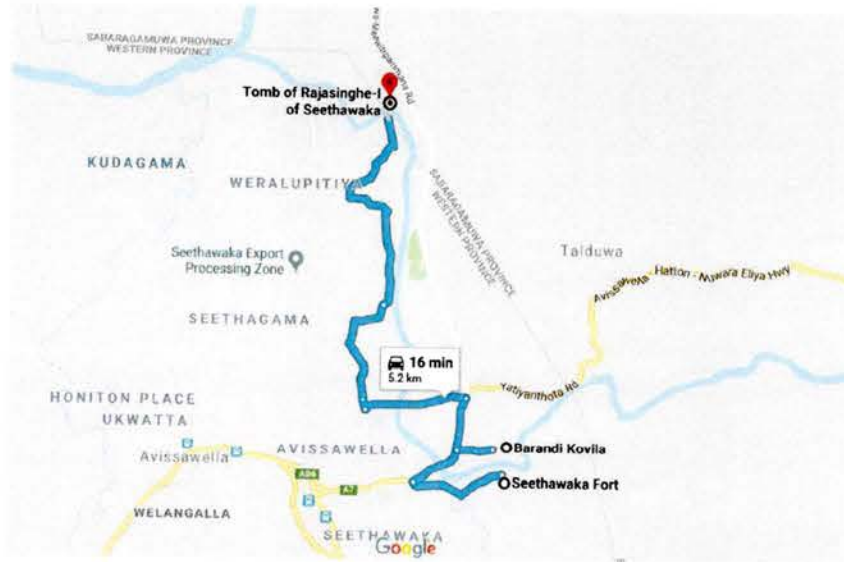 SABARAGAMUWA PROVINCE
WESTERN PROVINCE
Tomb of Rajasinghe-I
of Seethawaka
KUDAGAMA
WERALUPITIYA
SABARAGAMUWA PROVINCE
WESTERN PROVINCE
Seethawaka Export
Processing Zone
Talduwa
Avissawella - Hatton - Nuwara Eliya Hwy
SEETHAGAMA
16 min
5.2 km
Yatiyanthota Rd
HONITON PLACE
UKWATTA
AVISSAWELLA
Barandi Kovila
Avissawella
A7
Seethawaka Fort
WELANGALLA
SEETHAWAKA
Google